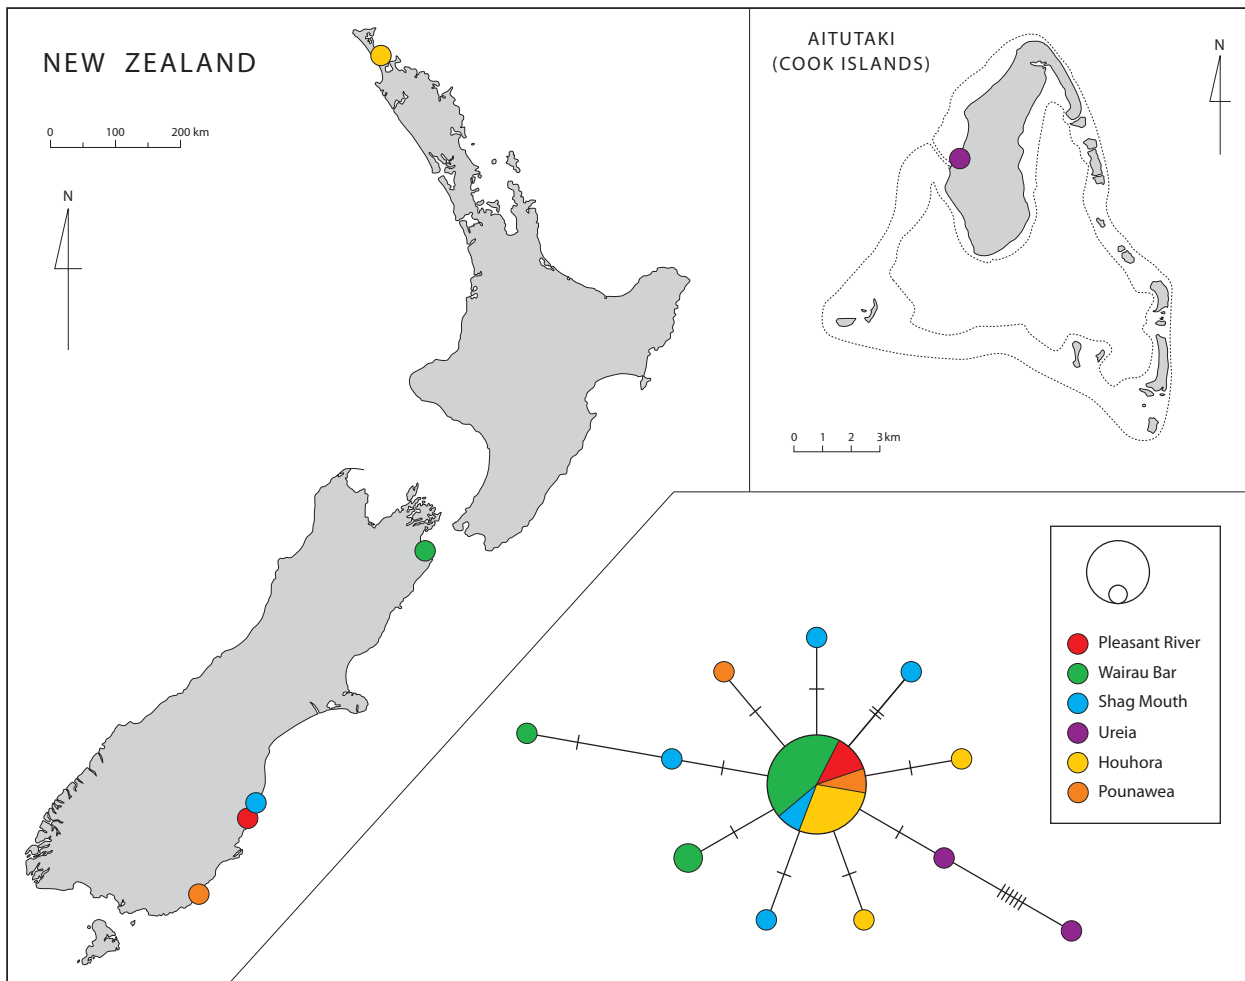 NEW ZEALAND
0 100 200 km
N
AITUTAKI
(COOK ISLANDS)
N
0 1 2 3 km
Pleasant River
Wairau Bar
Shag Mouth
Ureia
Houhora
Pounawea